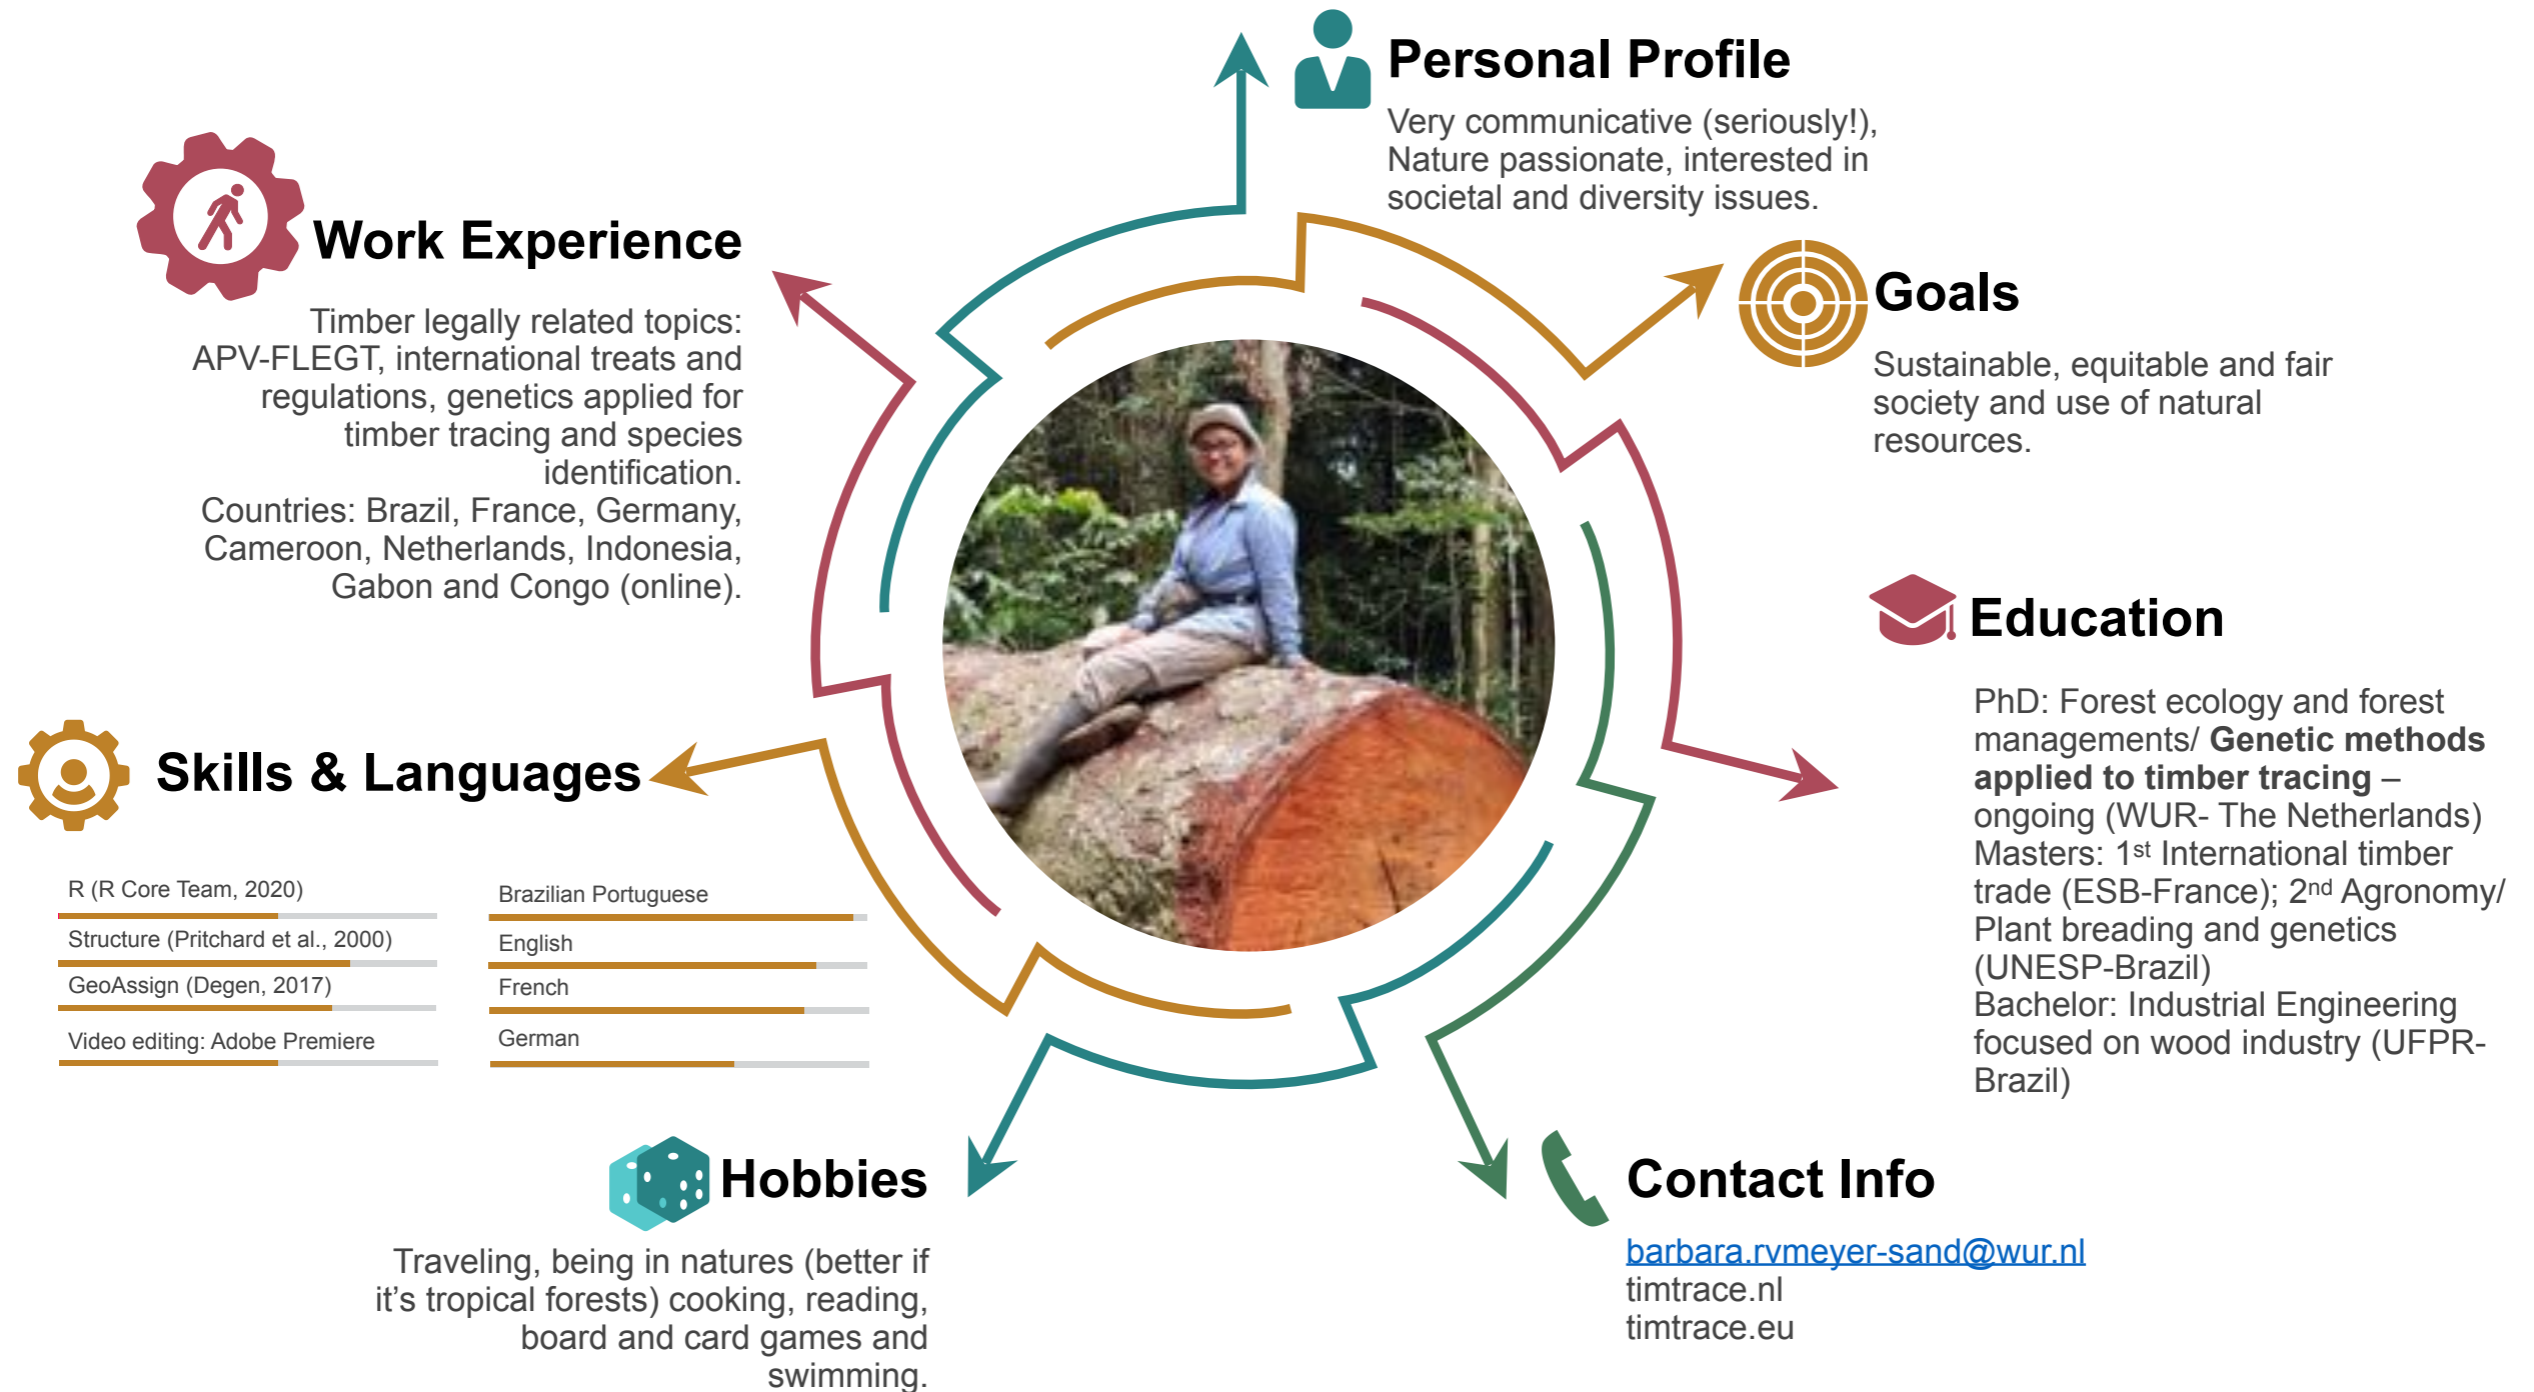 Personal Profile
Very communicative (seriously!),
Nature passionate, interested in
societal and diversity issues.
Work Experience
Timber legally related topics:
APV-FLEGT, international treats and
regulations, genetics applied for
timber tracing and species
identification.
Countries: Brazil, France, Germany,
Cameroon, Netherlands, Indonesia,
Gabon and Congo (online).
Goals
Sustainable, equitable and fair
society and use of natural
resources.
Education
PhD: Forest ecology and forest
managements/ Genetic methods
applied to timber tracing –
ongoing (WUR- The Netherlands)
Masters: 1st International timber
trade (ESB-France); 2nd Agronomy/
Plant breading and genetics
(UNESP-Brazil)
Bachelor: Industrial Engineering
focused on wood industry (UFPR-
Brazil)
Skills & Languages
R (R Core Team, 2020)
Structure (Pritchard et al., 2000)
GeoAssign (Degen, 2017)
Video editing: Adobe Premiere
Brazilian Portuguese
English
French
German
Hobbies
Traveling, being in natures (better if
it’s tropical forests) cooking, reading,
board and card games and
swimming.
Contact Info
barbara.rvmeyer-sand@wur.nl
timtrace.nl
timtrace.eu